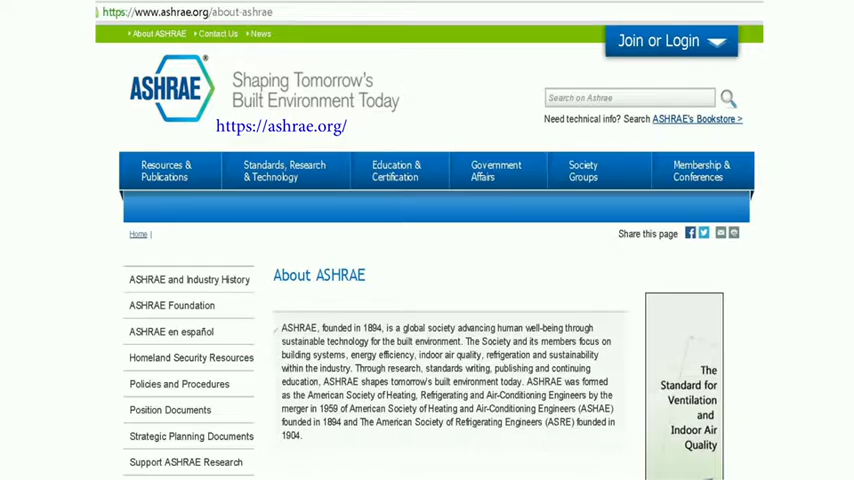 https://www.ashrae.org/about-ashrae
About ASHRAE Contact Us News
Join or Login
ASHRAE®
Shaping Tomorrow's
Built Environment Today
https://ashrae.org/
Search on Ashrae
Need technical info? Search ASHRAE's Bookstore >
Resources & Publications
Standards, Research & Technology
Education & Certification
Government Affairs
Society Groups
Membership & Conferences
Home |
Share this page
ASHRAE and Industry History
ASHRAE Foundation
ASHRAE en español
Homeland Security Resources
Policies and Procedures
Position Documents
Strategic Planning Documents
Support ASHRAE Research
About ASHRAE
ASHRAE, founded in 1894, is a global society advancing human well-being through
sustainable technology for the built environment. The Society and its members focus on
building systems, energy efficiency, indoor air quality, refrigeration and sustainability
within the industry. Through research, standards writing, publishing and continuing
education, ASHRAE shapes tomorrow's built environment today. ASHRAE was formed
as the American Society of Heating, Refrigerating and Air-Conditioning Engineers by the
merger in 1959 of American Society of Heating and Air-Conditioning Engineers (ASHAE)
founded in 1894 and The American Society of Refrigerating Engineers (ASRE) founded in
1904.
The
Standard for
Ventilation
and
Indoor Air
Quality